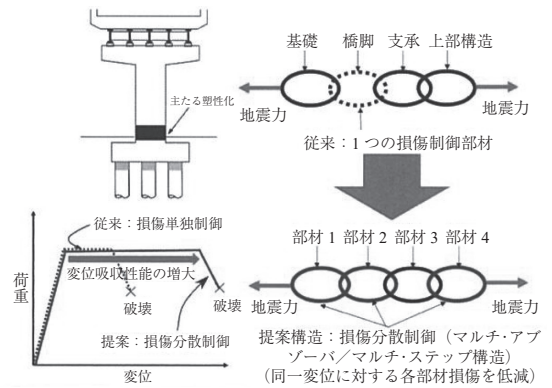 主たる塑性化
基礎 橋脚 支承 上部構造
地震力
地震力
従来：1 つの損傷制御部材
従来：損傷単独制御
荷重
変位吸収性能の増大
破壊
破壊
提案：損傷分散制御
変位
部材 1 部材 2 部材 3 部材 4
地震力
地震力
提案構造：損傷分散制御（マルチ・アブ
ゾーバ／マルチ・ステップ構造）
（同一変位に対する各部材損傷を低減）